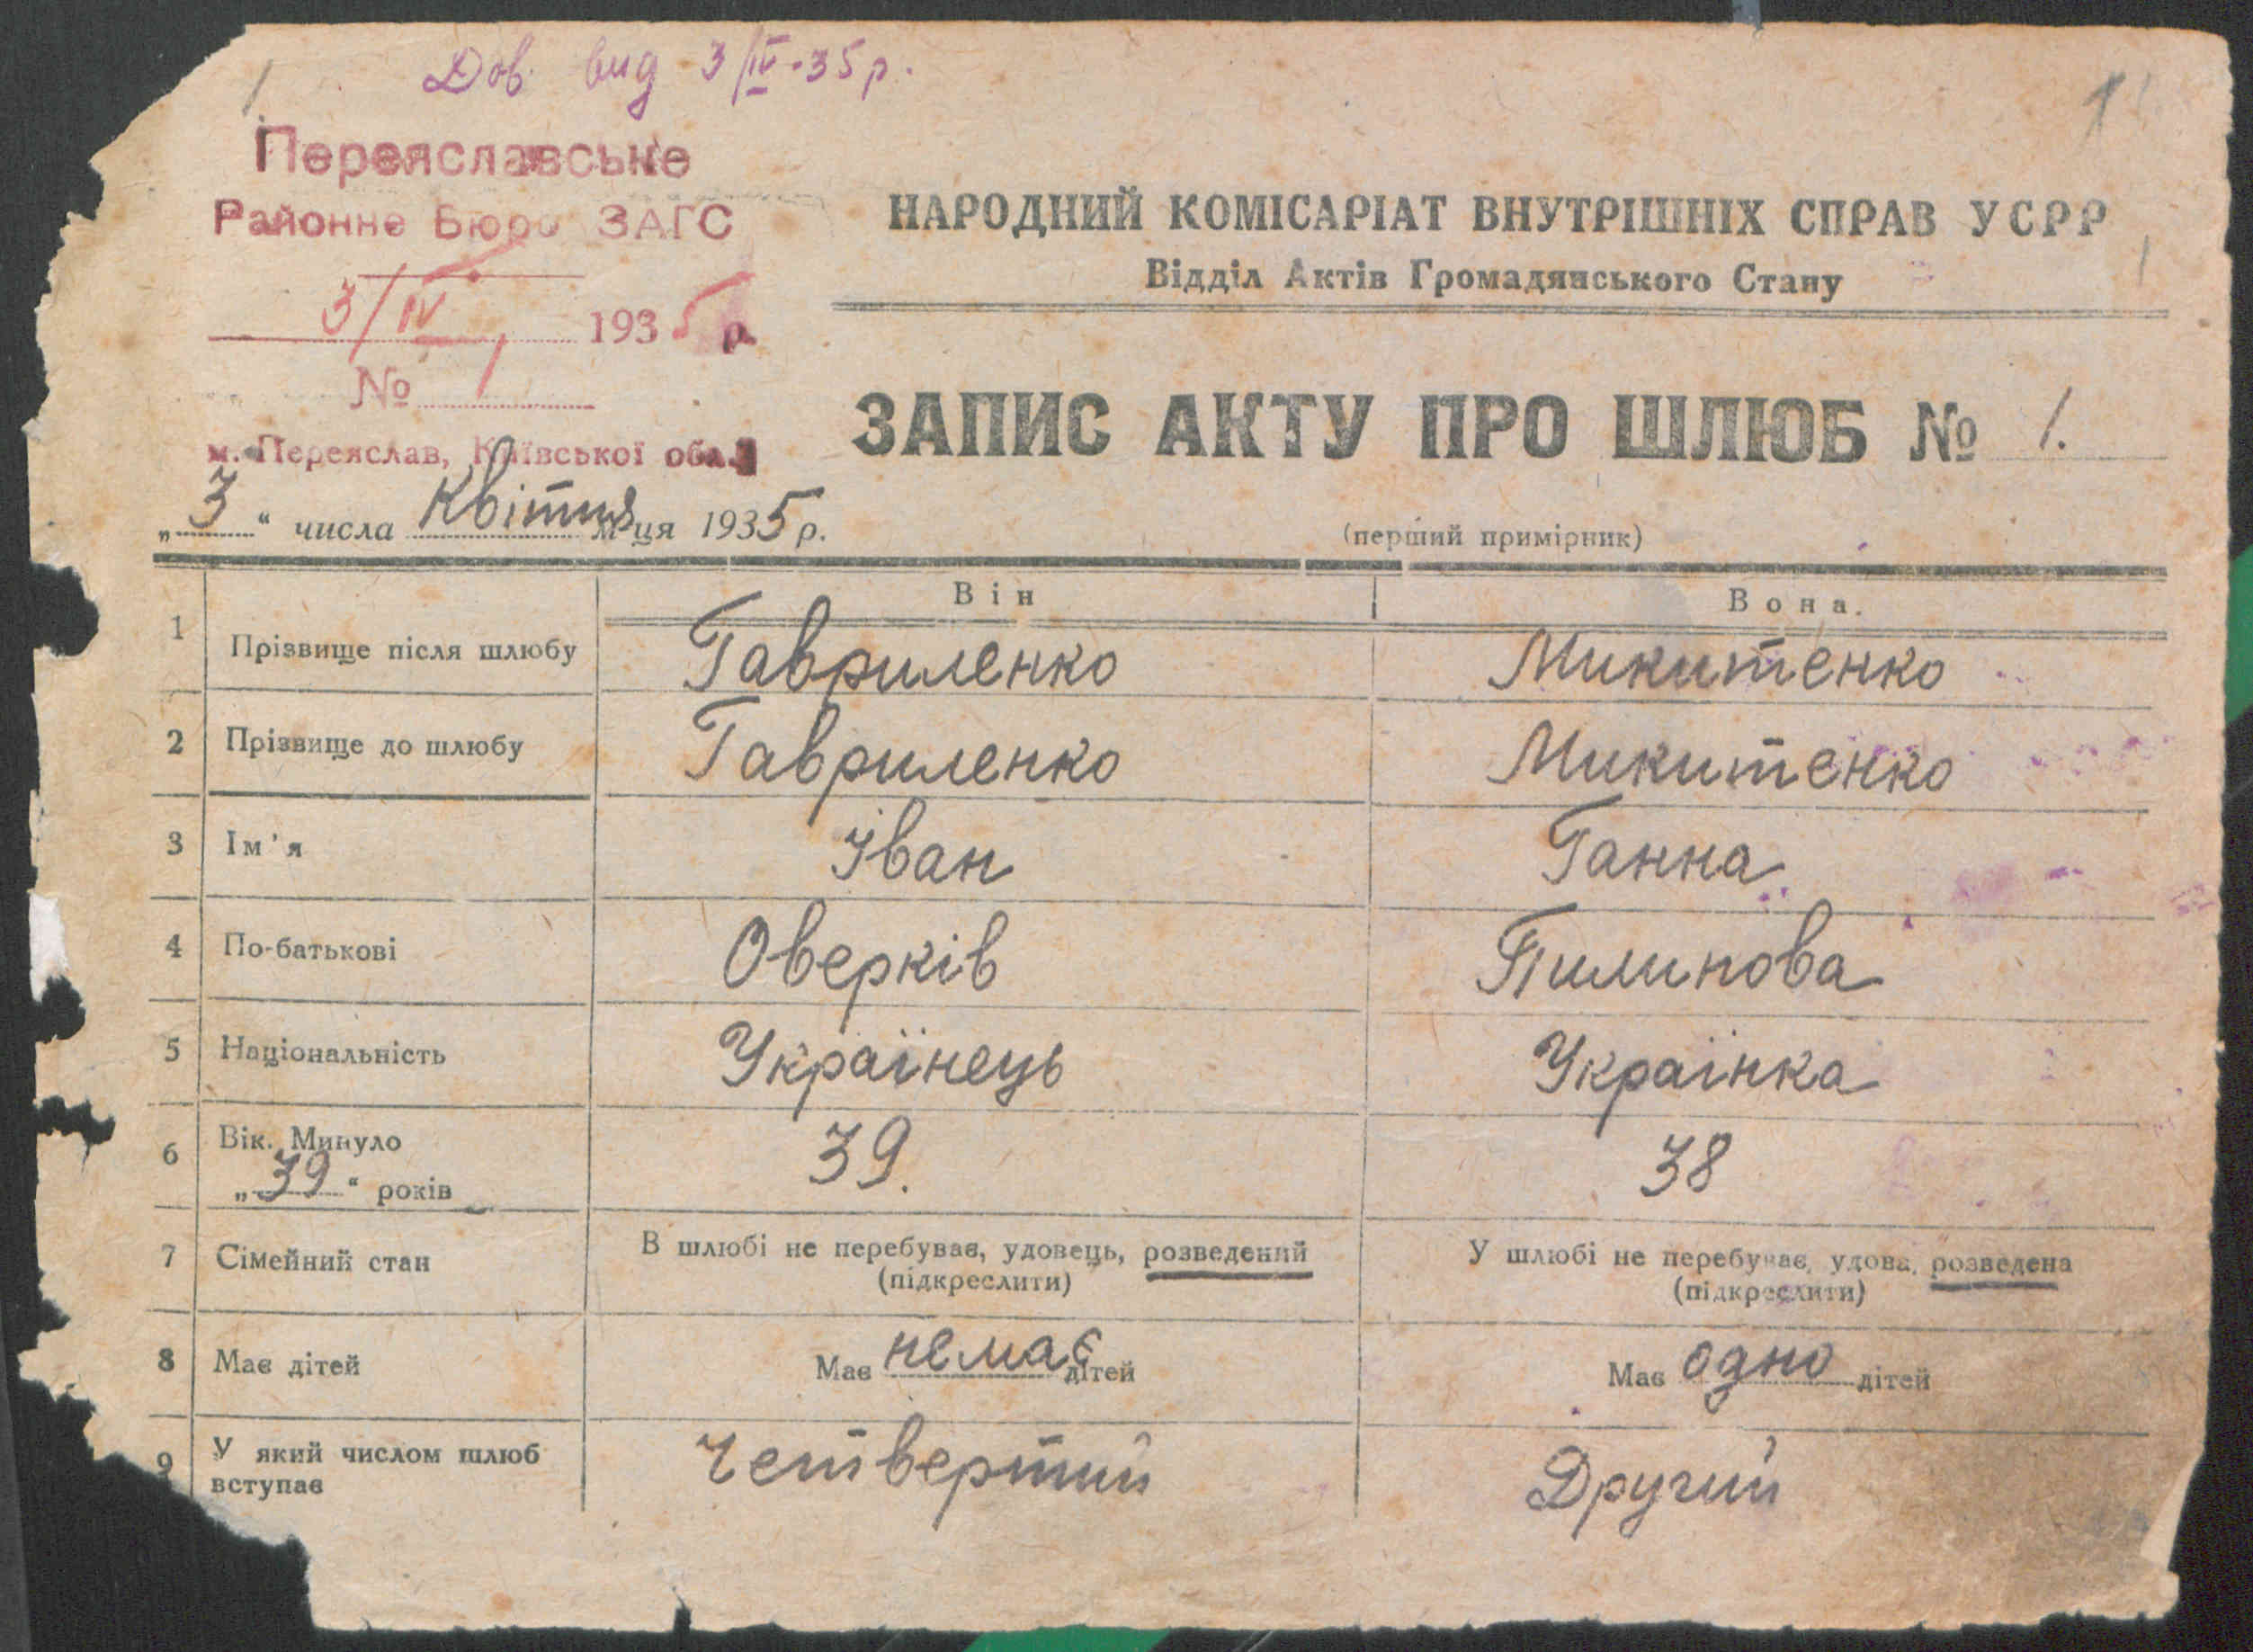 Дов. вид 3/IV-35 р.
1
Переяславське
Районне Бюро ЗАГС
3/IV 1935 р.
№ 1
м. Переяслав, Київської обл.
НАРОДНИЙ КОМІСАРІАТ ВНУТРІШНІХ СПРАВ УСРР
Відділ Актів Громадянського Стану
ЗАПИС АКТУ ПРО ШЛЮБ № 1.
„3“ числа Квітня м-ця 1935 р.
(перший примірник)
Він Вона.
1 Прізвище після шлюбу Гавриленко Микитенко
2 Прізвище до шлюбу Гавриленко Микитенко
3 Ім'я Іван Ганна
4 По-батькові Оверків Пилипова
5 Національність Українець Українка
6 Вік. Минуло „39“ років 39. 38
7 Сімейний стан В шлюбі не перебував, удовець, розведений (підкреслити) У шлюбі не перебуває, удова, розведена (підкреслити)
8 Має дітей Має немає дітей Має одно дітей
9 У який числом шлюб вступає Четвертий Другий